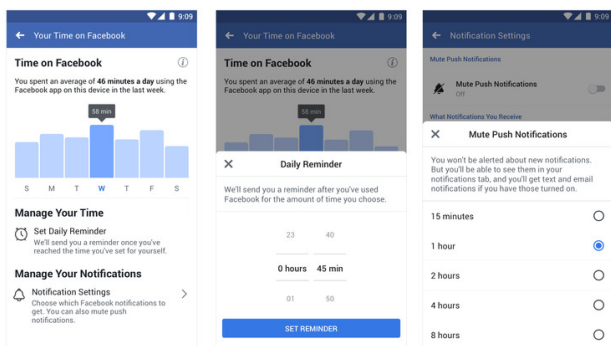 9:09
Your Time on Facebook
Time on Facebook
You spent an average of 46 minutes a day using the
Facebook app on this device in the last week.
58 min
S M T W T F S
Manage Your Time
Set Daily Reminder
We'll send you a reminder once you've
reached the time you've set for yourself.
Manage Your Notifications
Notification Settings
Choose which Facebook notifications to
get. You can also mute push
notifications.
9:09
Your Time on Facebook
Time on Facebook
You spent an average of 46 minutes a day using the
Facebook app on this device in the last week.
58 min
Daily Reminder
We'll send you a reminder after you've used
Facebook for the amount of time you choose.
23 40
0 hours 45 min
01 50
SET REMINDER
9:09
Notification Settings
Mute Push Notifications
Mute Push Notifications
Off
What Notifications You Receive
Mute Push Notifications
You won't be alerted about new notifications.
But you'll be able to see them in your
notifications tab, and you'll get text and email
notifications if you have those turned on.
15 minutes
1 hour
2 hours
4 hours
8 hours